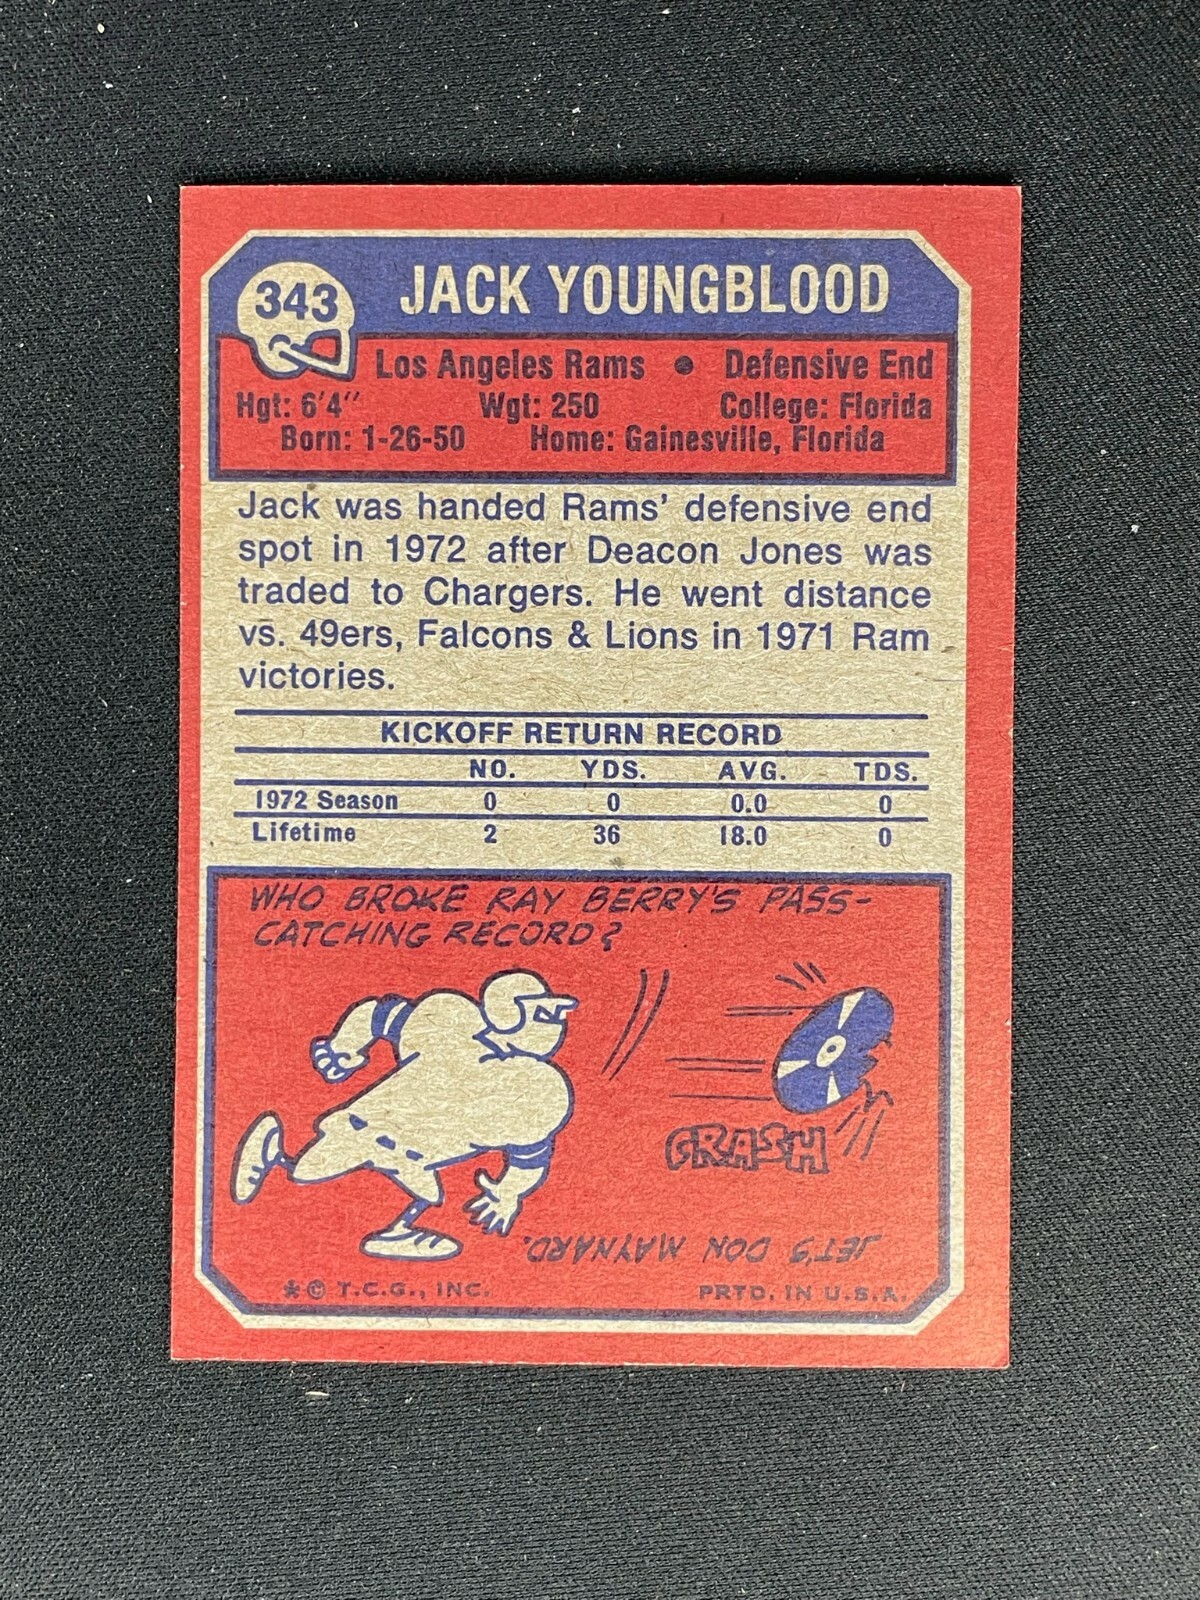 343
JACK YOUNGBLOOD
Los Angeles Rams • Defensive End
Hgt: 6'4" Wgt: 250 College: Florida
Born: 1-26-50 Home: Gainesville, Florida
Jack was handed Rams' defensive end
spot in 1972 after Deacon Jones was
traded to Chargers. He went distance
vs. 49ers, Falcons & Lions in 1971 Ram
victories.
KICKOFF RETURN RECORD
NO. YDS. AVG. TDS.
1972 Season 0 0 0.0 0
Lifetime 2 36 18.0 0
WHO BROKE RAY BERRY'S PASS-
CATCHING RECORD?
CRASH
JET'S DON MAYNARD.
* © T.C.G., INC. PRTD. IN U.S.A.